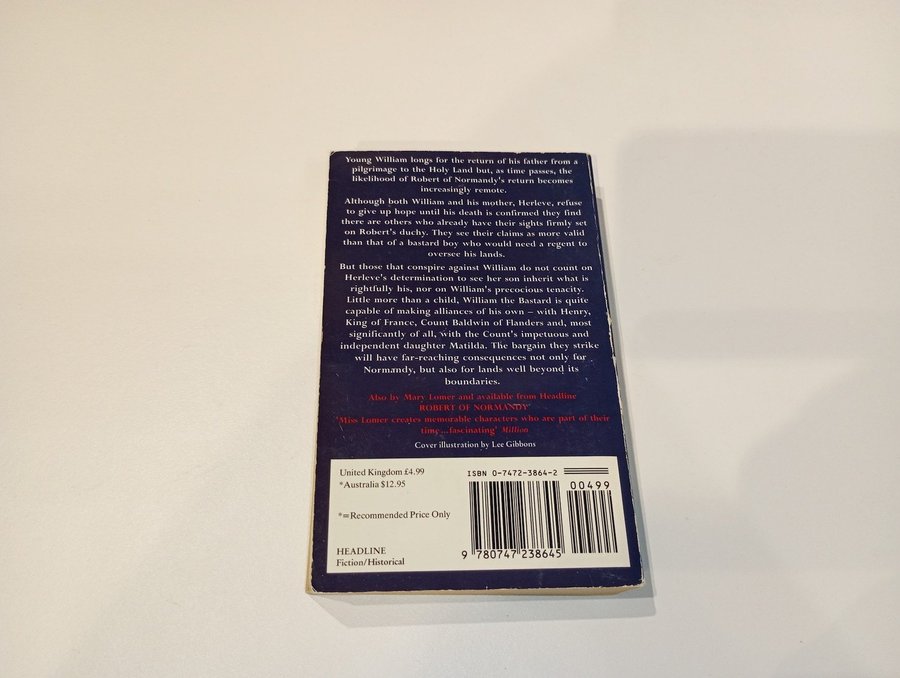 Young William longs for the return of his father from a
pilgrimage to the Holy Land but, as time passes, the
likelihood of Robert of Normandy's return becomes
increasingly remote.
Although both William and his mother, Herleve, refuse
to give up hope until his death is confirmed they find
there are others who already have their sights firmly set
on Robert's duchy. They see their claims as more valid
than that of a bastard boy who would need a regent to
oversee his lands.
But those that conspire against William do not count on
Herleve's determination to see her son inherit what is
rightfully his, nor on William's precocious tenacity.
Little more than a child, William the Bastard is quite
capable of making alliances of his own – with Henry,
King of France, Count Baldwin of Flanders and, most
significantly of all, with the Count's impetuous and
independent daughter Matilda. The bargain they strike
will have far-reaching consequences not only for
Normandy, but also for lands well beyond its
boundaries.
Also by Mary Lomer and available from Headline
ROBERT OF NORMANDY
'Miss Lomer creates memorable characters who are part of their
time...fascinating' Million
Cover illustration by Lee Gibbons
United Kingdom £4.99
*Australia $12.95
*=Recommended Price Only
HEADLINE
Fiction/Historical
ISBN 0-7472-3864-2
00499
9 780747 238645